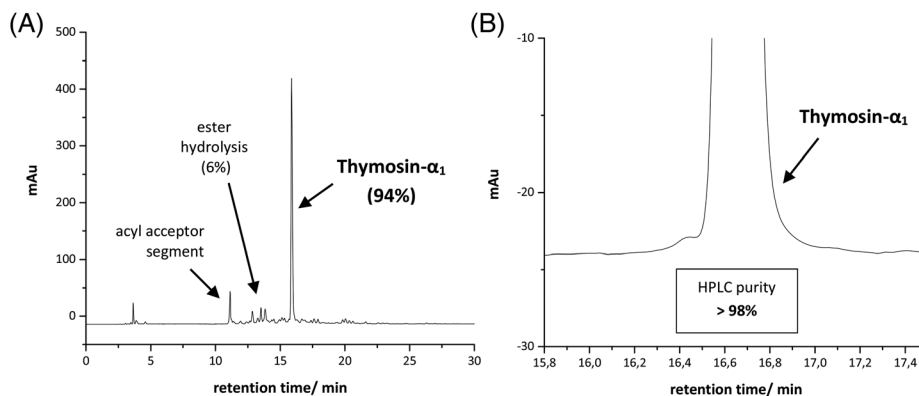 (A)
500
400
300
200
100
0
mAu
ester
hydrolysis
(6%)
Thymosin-α₁
(94%)
acyl acceptor
segment
0
5
10
15
20
25
30
retention time/ min
(B)
-10
-20
-30
mAu
Thymosin-α₁
HPLC purity
> 98%
15,8
16,0
16,2
16,4
16,6
16,8
17,0
17,2
17,4
retention time/ min